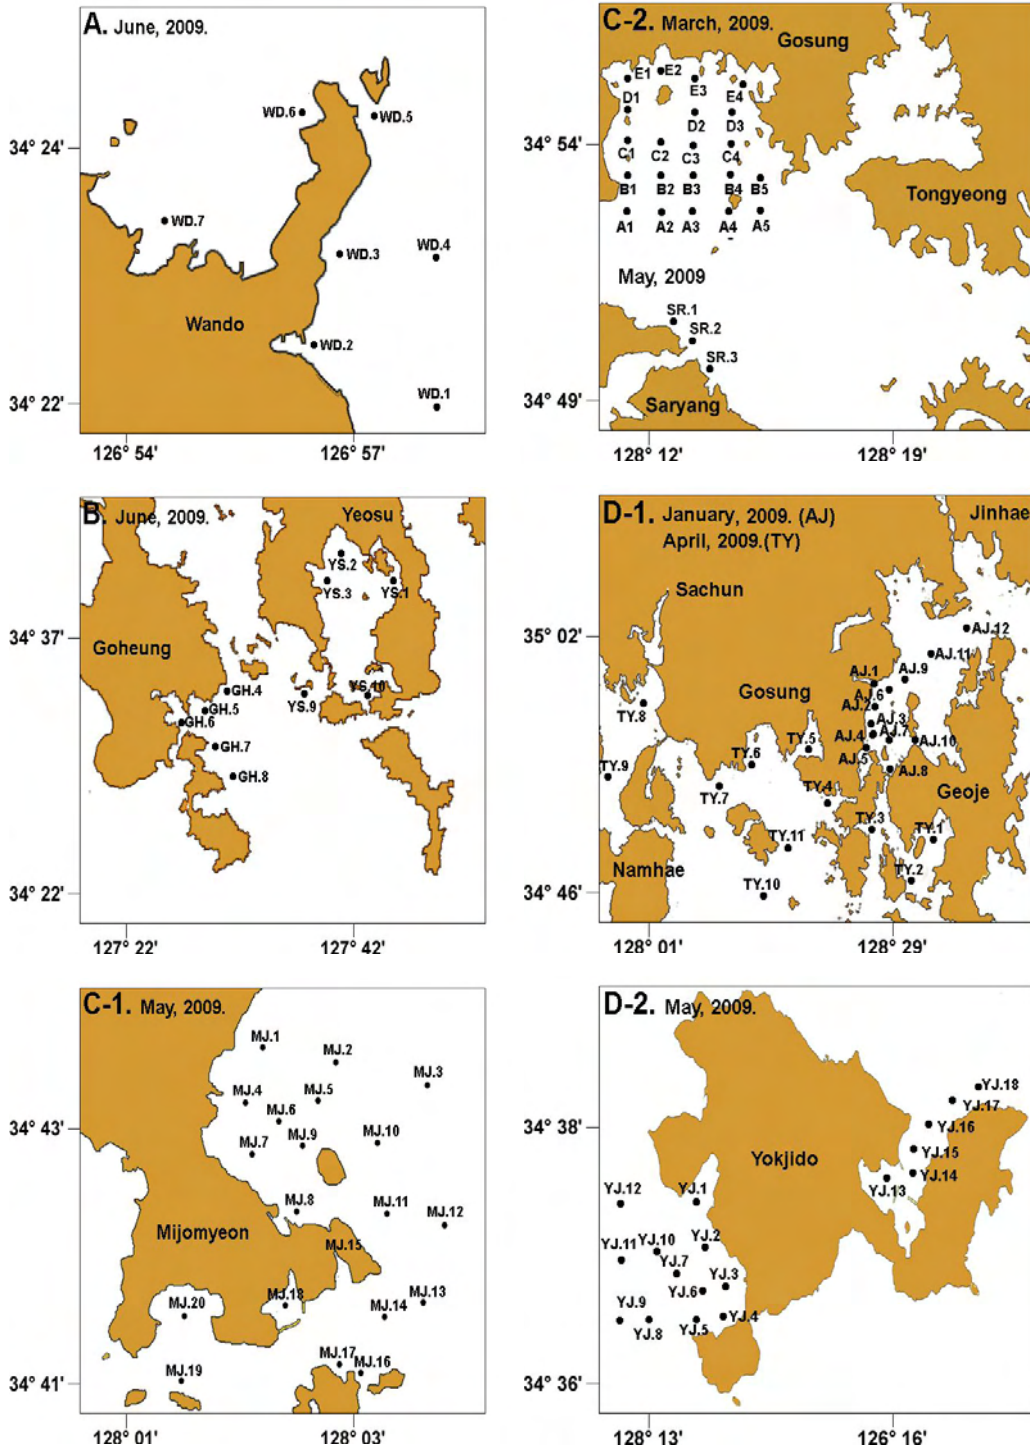 A. June, 2009.
WD.6
WD.5
34° 24'
WD.7
WD.3
WD.4
Wando
WD.2
WD.1
34° 22'
126° 54'
126° 57'
C-2. March, 2009.
Gosung
E1
E2
E3
E4
D1
D2
D3
34° 54'
C1
C2
C3
C4
B1
B2
B3
B4
B5
Tongyeong
A1
A2
A3
A4
A5
May, 2009
SR.1
SR.2
SR.3
34° 49'
Saryang
128° 12'
128° 19'
B. June, 2009.
Yeosu
YS.2
YS.3
YS.1
34° 37'
Goheung
GH.4
YS.10
YS.9
GH.5
GH.6
GH.7
GH.8
34° 22'
127° 22'
127° 42'
D-1. January, 2009. (AJ)
April, 2009.(TY)
Jinhae
Sachun
35° 02'
AJ.12
AJ.11
AJ.1
AJ.9
AJ.6
Gosung
AJ.2
TY.8
AJ.3
AJ.4
AJ.7
AJ.10
TY.5
AJ.5
TY.6
TY.9
AJ.8
TY.7
TY.4
Geoje
TY.3
TY.1
TY.11
Namhae
TY.2
TY.10
34° 46'
128° 01'
128° 29'
C-1. May, 2009.
MJ.1
MJ.2
MJ.3
MJ.4
MJ.5
MJ.6
34° 43'
MJ.7
MJ.9
MJ.10
MJ.8
MJ.11
MJ.12
Mijomyeon
MJ.15
MJ.20
MJ.18
MJ.14
MJ.13
MJ.17
MJ.16
MJ.19
34° 41'
128° 01'
128° 03'
D-2. May, 2009.
YJ.18
YJ.17
34° 38'
YJ.16
Yokjido
YJ.15
YJ.14
YJ.13
YJ.12
YJ.1
YJ.2
YJ.10
YJ.11
YJ.7
YJ.3
YJ.6
YJ.9
YJ.8
YJ.5
YJ.4
34° 36'
128° 13'
126° 16'